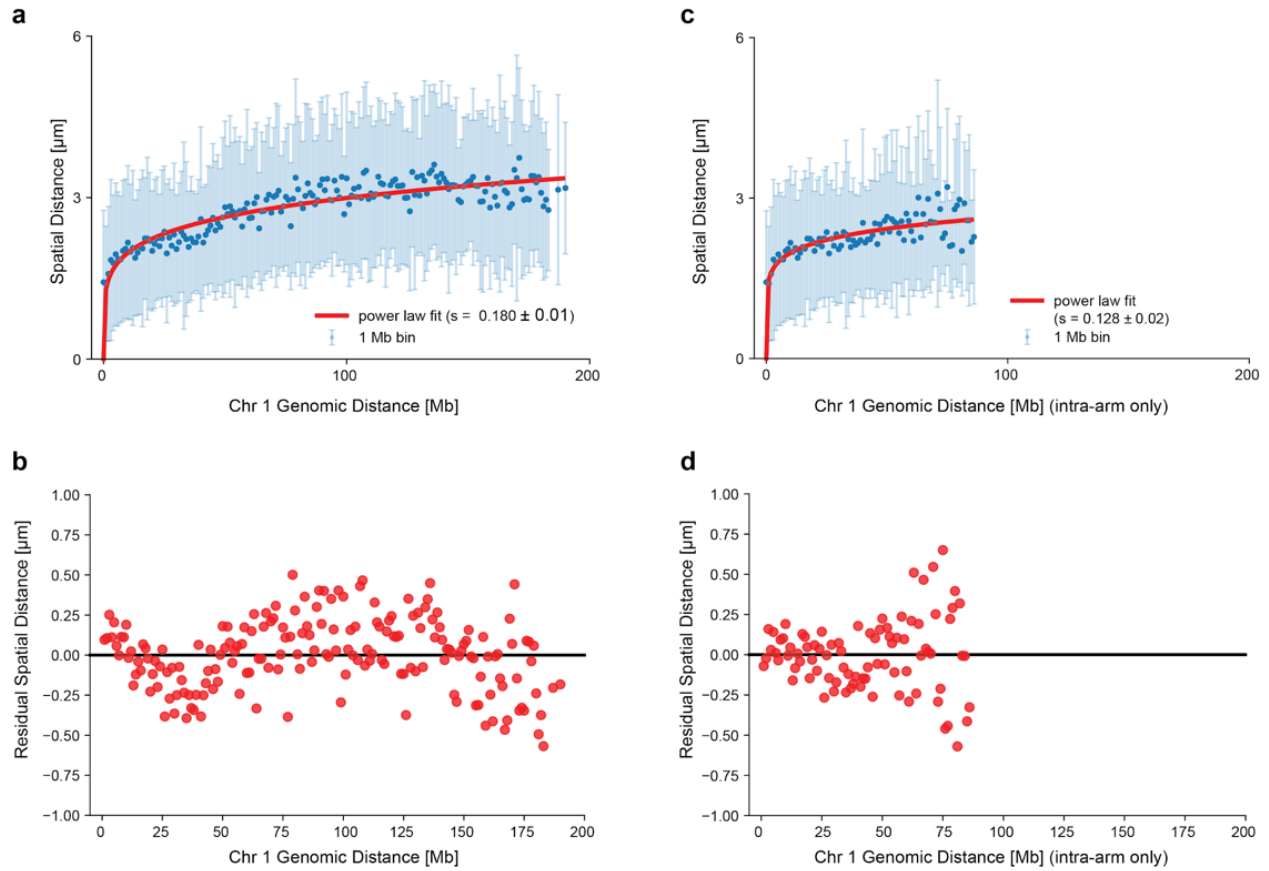 a
6
3
0
Spatial Distance [µm]
power law fit (s = 0.180 ± 0.01)
1 Mb bin
0
100
200
Chr 1 Genomic Distance [Mb]
c
6
3
0
Spatial Distance [µm]
power law fit
(s = 0.128 ± 0.02)
1 Mb bin
0
100
200
Chr 1 Genomic Distance [Mb] (intra-arm only)
b
1.00
0.75
0.50
0.25
0.00
−0.25
−0.50
−0.75
−1.00
Residual Spatial Distance [µm]
0 25 50 75 100 125 150 175 200
Chr 1 Genomic Distance [Mb]
d
1.00
0.75
0.50
0.25
0.00
−0.25
−0.50
−0.75
−1.00
Residual Spatial Distance [µm]
0 25 50 75 100 125 150 175 200
Chr 1 Genomic Distance [Mb] (intra-arm only)